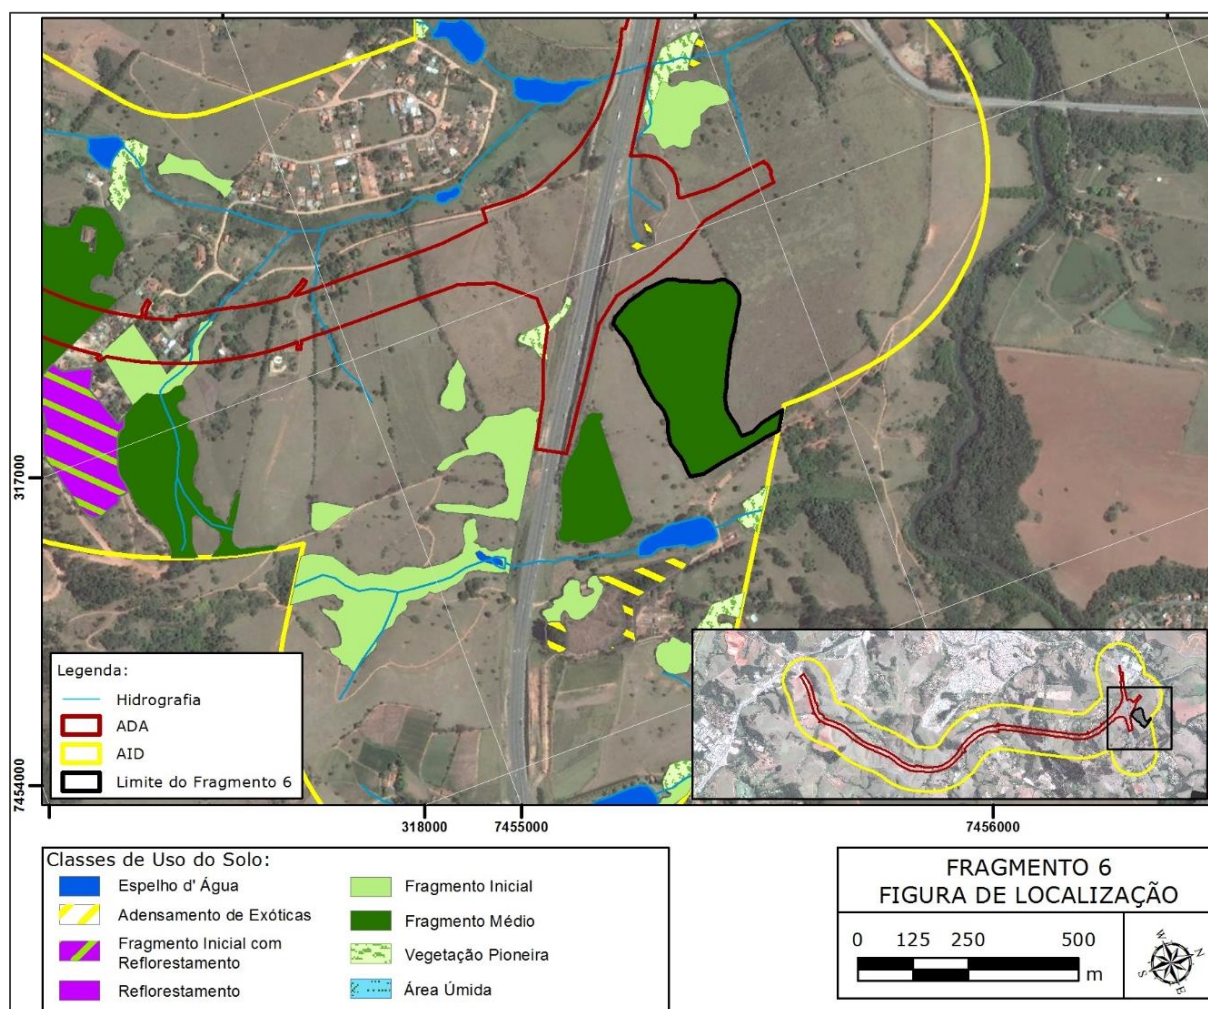 317000
7454000
318000
7455000
7456000
Legenda:
Hidrografia
ADA
AID
Limite do Fragmento 6
Classes de Uso do Solo:
Espelho d' Água
Adensamento de Exóticas
Fragmento Inicial com
Reflorestamento
Reflorestamento
Fragmento Inicial
Fragmento Médio
Vegetação Pioneira
Área Úmida
FRAGMENTO 6
FIGURA DE LOCALIZAÇÃO
0 125 250 500
m
W
N
S
E